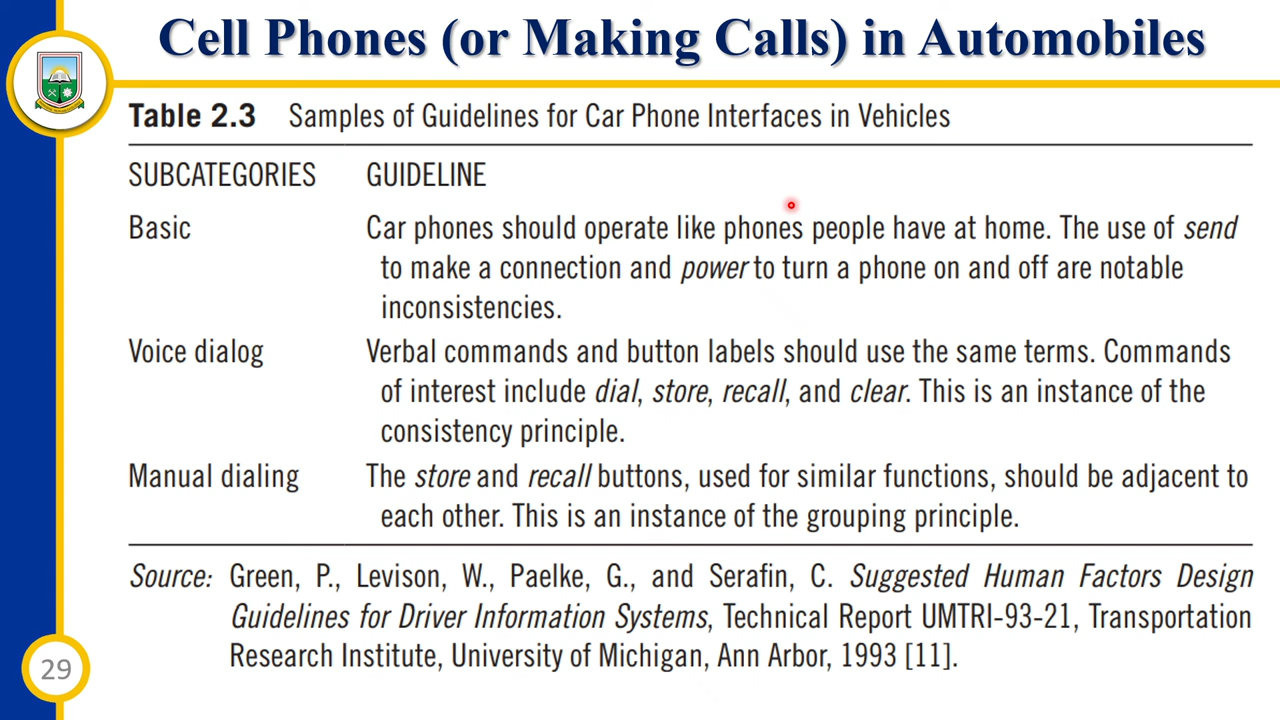 Cell Phones (or Making Calls) in Automobiles
Table 2.3 Samples of Guidelines for Car Phone Interfaces in Vehicles
SUBCATEGORIES GUIDELINE
Basic Car phones should operate like phones people have at home. The use of send
to make a connection and power to turn a phone on and off are notable
inconsistencies.
Voice dialog Verbal commands and button labels should use the same terms. Commands
of interest include dial, store, recall, and clear. This is an instance of the
consistency principle.
Manual dialing The store and recall buttons, used for similar functions, should be adjacent to
each other. This is an instance of the grouping principle.
Source: Green, P., Levison, W., Paelke, G., and Serafin, C. Suggested Human Factors Design
Guidelines for Driver Information Systems, Technical Report UMTRI-93-21, Transportation
Research Institute, University of Michigan, Ann Arbor, 1993 [11].
29